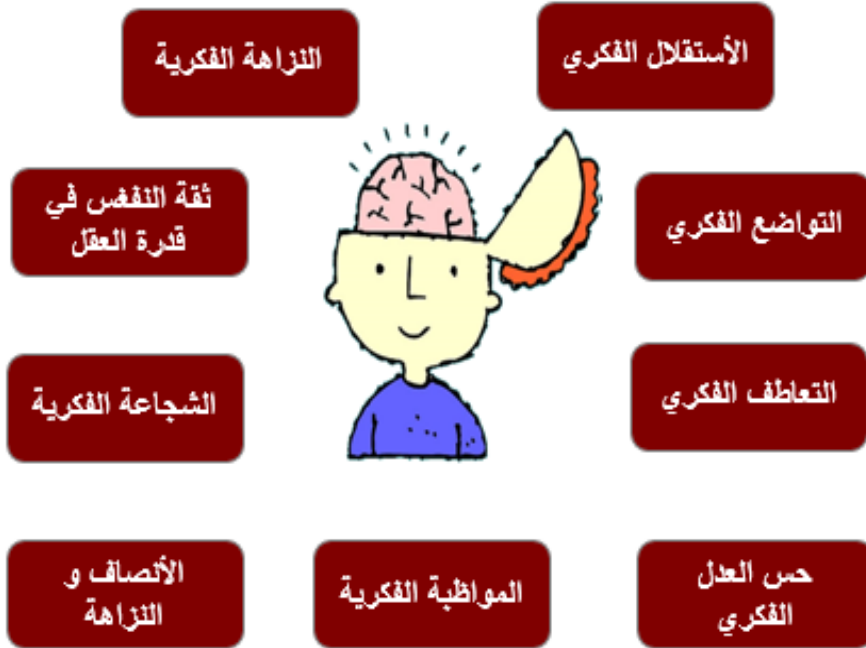 الأستقلال الفكري
النزاهة الفكرية
التواضع الفكري
ثقة النفس في
قدرة العقل
التعاطف الفكري
الشجاعة الفكرية
حس العدل
الفكري
المواظبة الفكرية
الأنصاف و
النزاهة